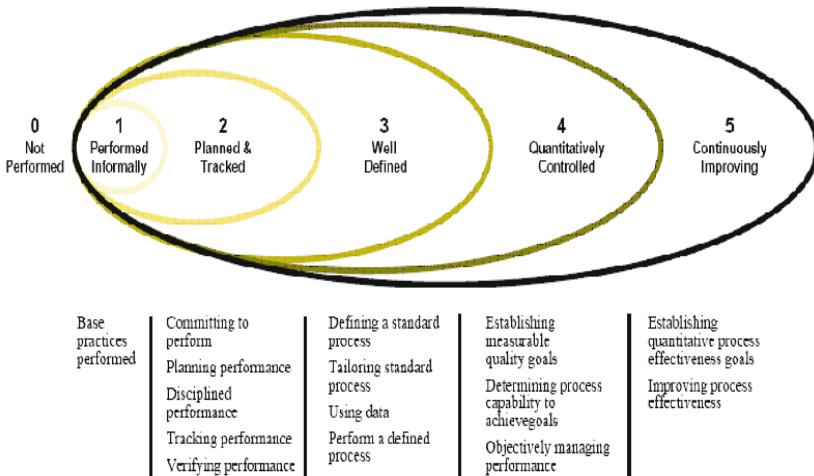 0
Not
Performed
1
Performed
Informally
2
Planned &
Tracked
3
Well
Defined
4
Quantitatively
Controlled
5
Continuously
Improving
Base
practices
performed
Committing to
perform
Planning performance
Disciplined
performance
Tracking performance
Verifying performance
Defining a standard
process
Tailoring standard
process
Using data
Perform a defined
process
Establishing
measurable
quality goals
Determining process
capability to
achievegoals
Objectively managing
performance
Establishing
quantitative process
effectiveness goals
Improving process
effectiveness